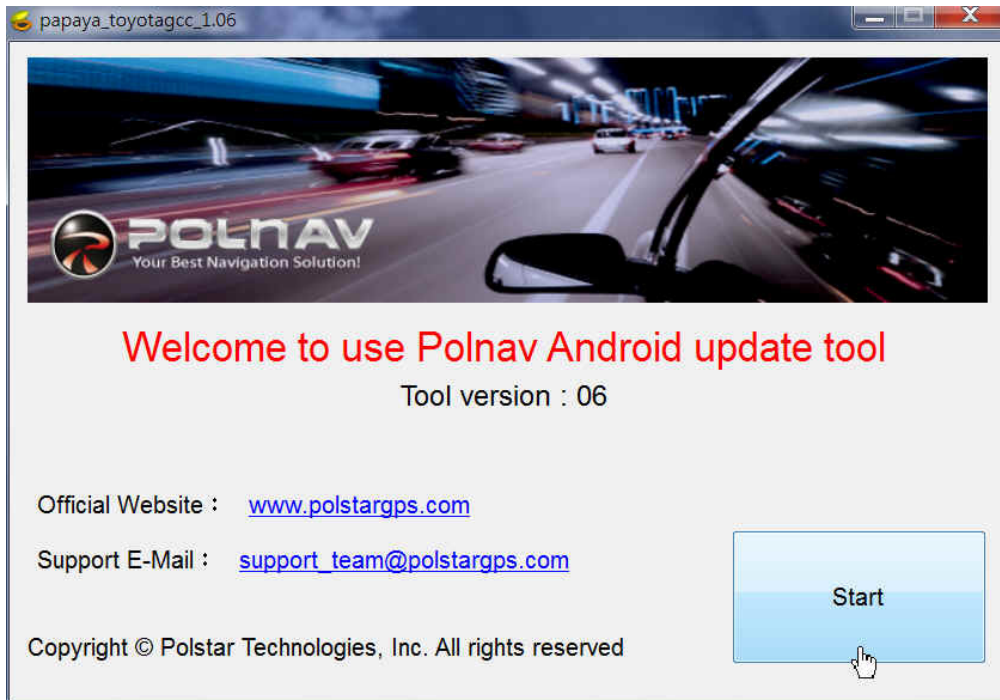 papaya_toyotagcc_1.06
POLNAV
Your Best Navigation Solution!
Welcome to use Polnav Android update tool
Tool version : 06
Official Website : www.polstargps.com
Support E-Mail : support_team@polstargps.com
Start
Copyright © Polstar Technologies, Inc. All rights reserved